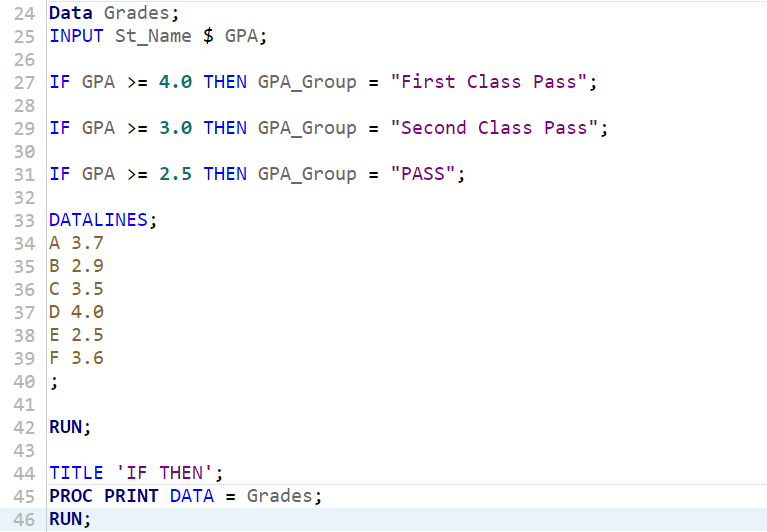 24 Data Grades;
25 INPUT St_Name $ GPA;
26
27 IF GPA >= 4.0 THEN GPA_Group = "First Class Pass";
28
29 IF GPA >= 3.0 THEN GPA_Group = "Second Class Pass";
30
31 IF GPA >= 2.5 THEN GPA_Group = "PASS";
32
33 DATALINES;
34 A 3.7
35 B 2.9
36 C 3.5
37 D 4.0
38 E 2.5
39 F 3.6
40 ;
41
42 RUN;
43
44 TITLE 'IF THEN';
45 PROC PRINT DATA = Grades;
46 RUN;